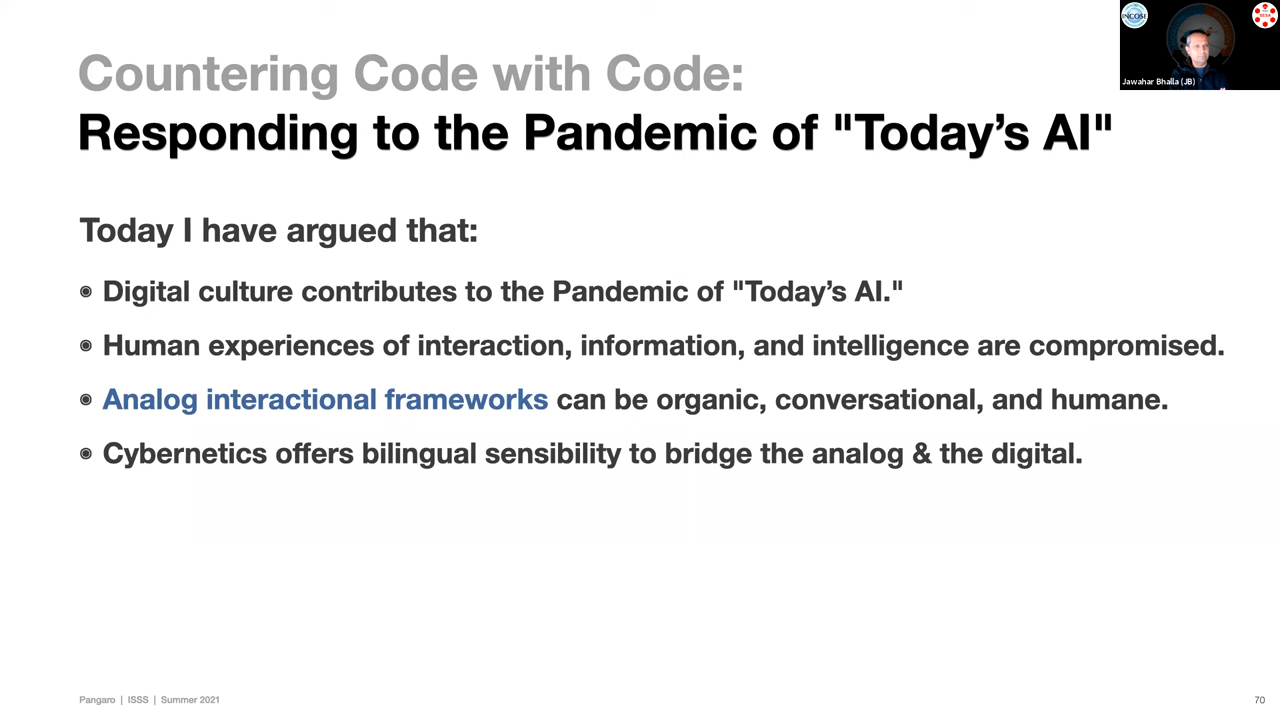 INCOSE
SESA
Jawahar Bhalla (JB)
Countering Code with Code:
Responding to the Pandemic of "Today’s AI"
Today I have argued that:
Digital culture contributes to the Pandemic of "Today’s AI."
Human experiences of interaction, information, and intelligence are compromised.
Analog interactional frameworks can be organic, conversational, and humane.
Cybernetics offers bilingual sensibility to bridge the analog & the digital.
Pangaro | ISSS | Summer 2021
70